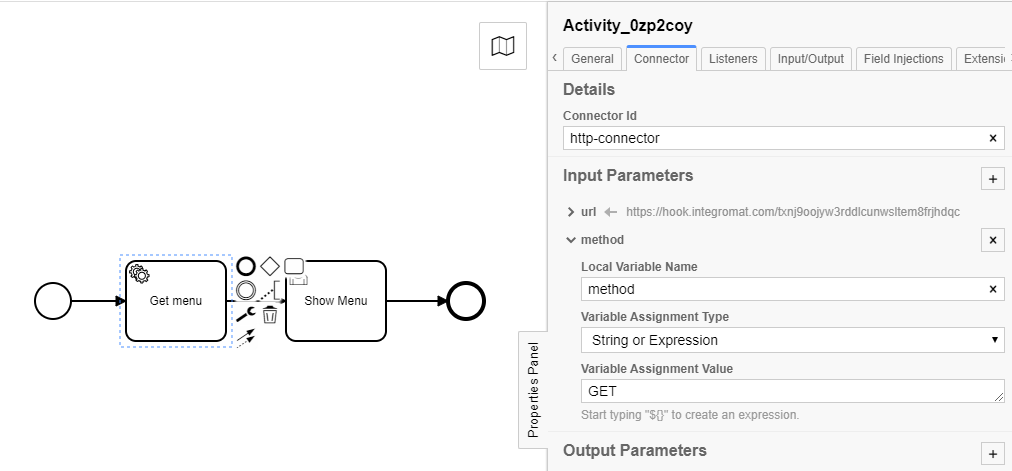 Activity_0zp2coy
General
Connector
Listeners
Input/Output
Field Injections
Extensi
Details
Connector Id
http-connector
Input Parameters
url
https://hook.integromat.com/txnj9oojyw3rddlcunwsltem8frjhdqc
method
Local Variable Name
method
Variable Assignment Type
String or Expression
Variable Assignment Value
GET
Start typing "${}" to create an expression.
Output Parameters
Properties Panel
Get menu
Show Menu